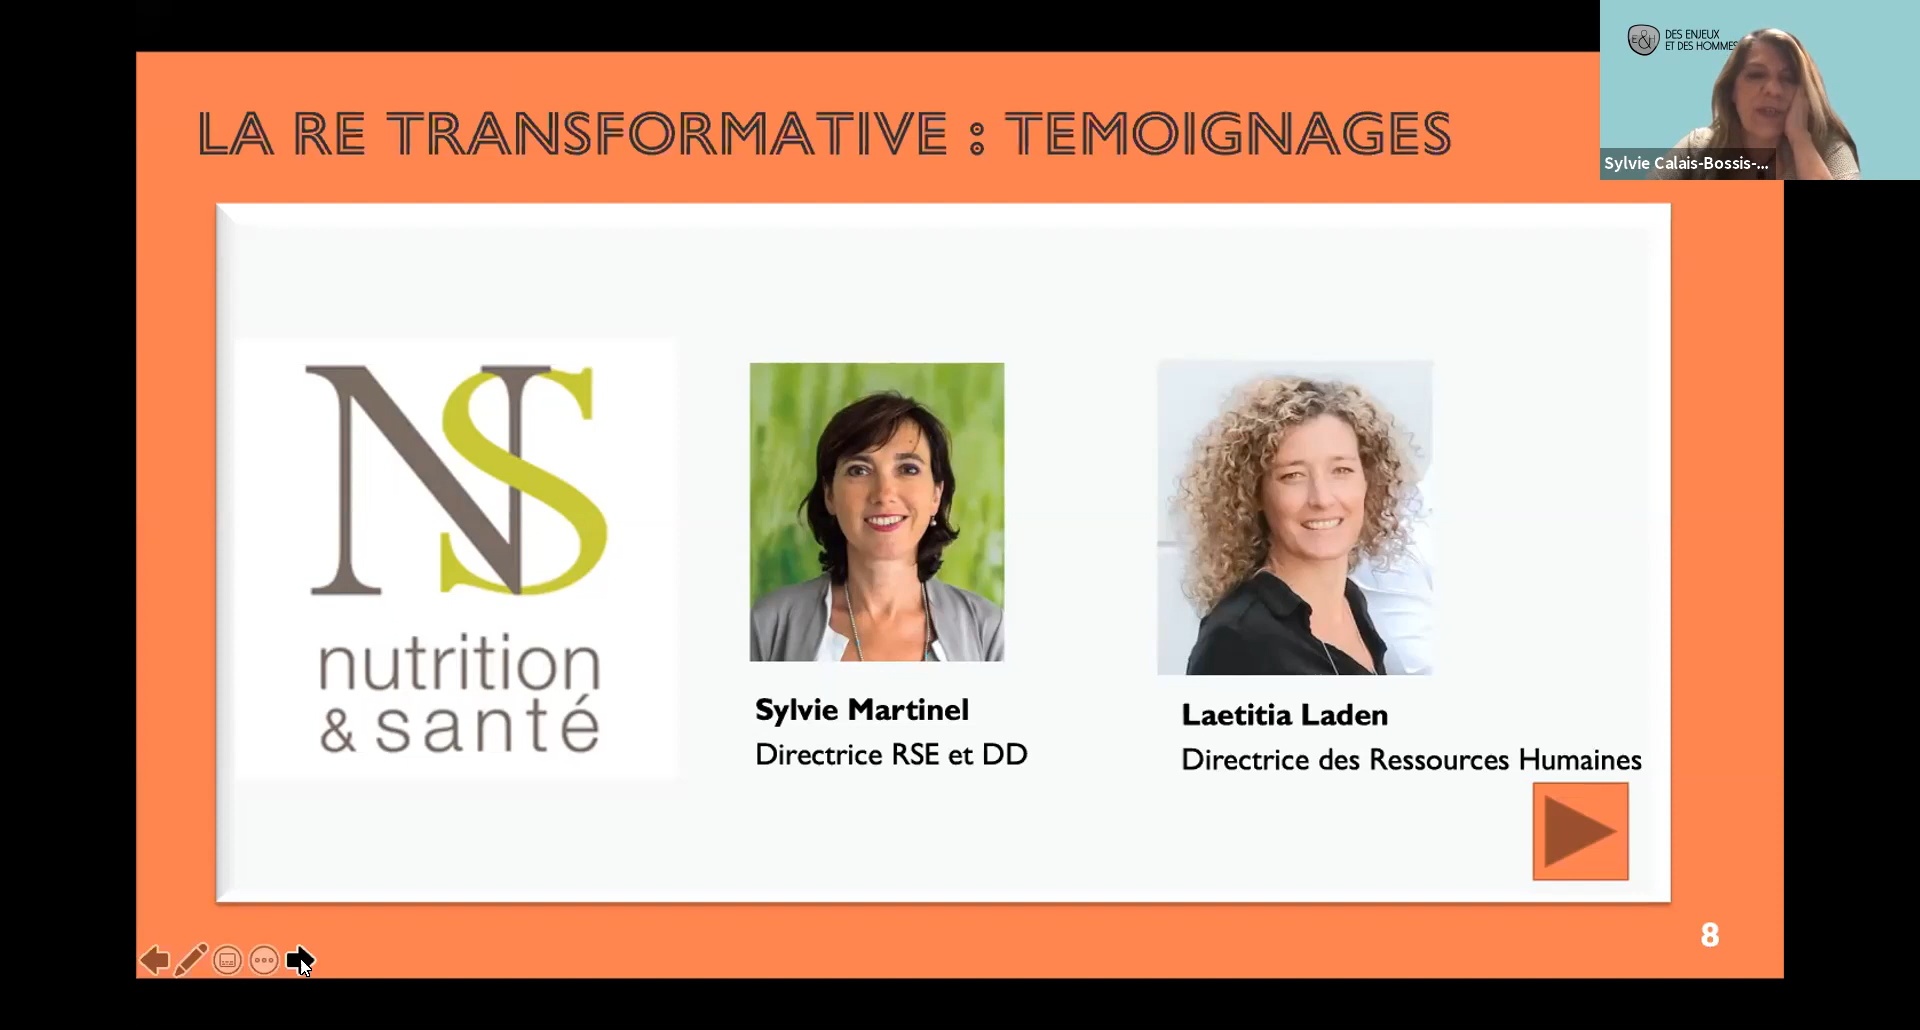 DES ENJEUX
ET DES HOMMES
Sylvie Calais-Bossis-...
LA RE TRANSFORMATIVE : TEMOIGNAGES
NS
nutrition
& santé
Sylvie Martinel
Directrice RSE et DD
Laetitia Laden
Directrice des Ressources Humaines
8